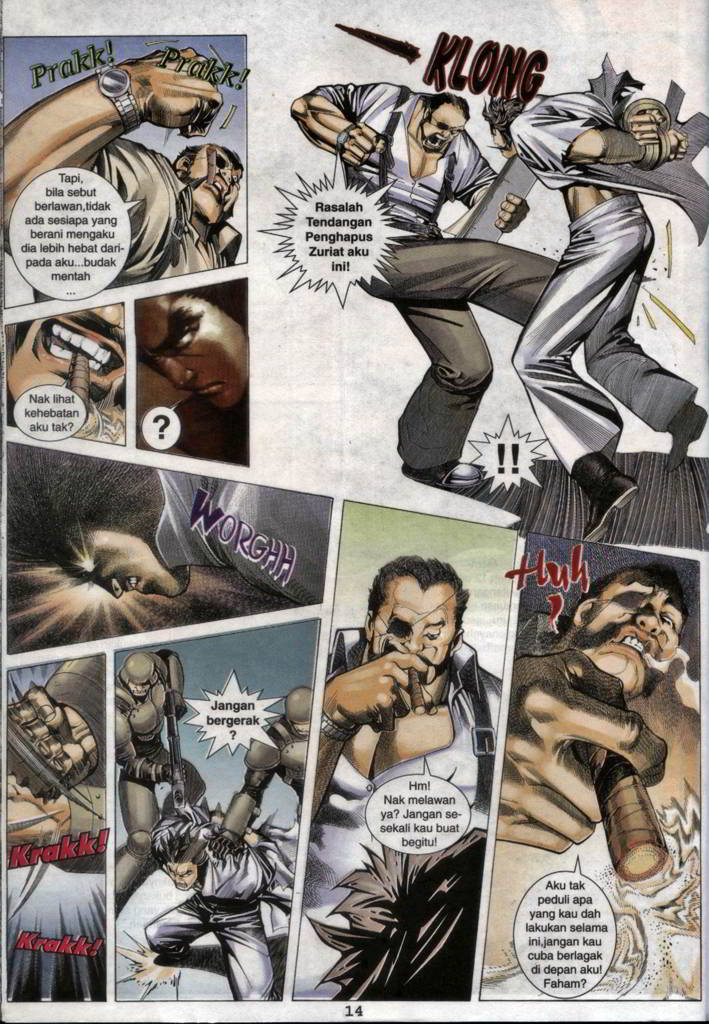 Prakk! Prakk!
Tapi,
bila sebut
berlawan,tidak
ada sesiapa yang
berani mengaku
dia lebih hebat dari-
pada aku...budak
mentah
...
KLONG
Rasalah
Tendangan
Penghapus
Zuriat aku
ini!
Nak lihat
kehebatan
aku tak?
?
!!
WORGHH
Krakk!
Krakk!
Jangan
bergerak
?
Hm!
Nak melawan
ya? Jangan se-
sekali kau buat
begitu!
Huh
?
Aku tak
peduli apa
yang kau dah
lakukan selama
ini,jangan kau
cuba berlagak
di depan aku!
Faham?
14